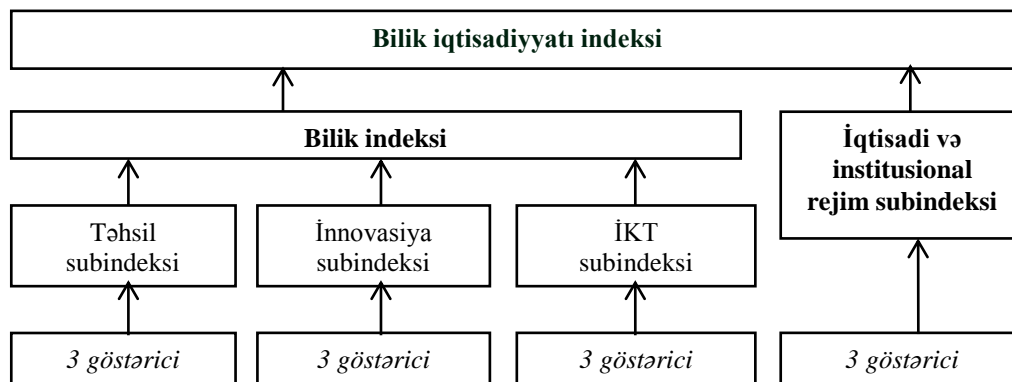 Bilik iqtisadiyyatı indeksi
Bilik indeksi
İqtisadi və
institusional
rejim subindeksi
Təhsil
subindeksi
İnnovasiya
subindeksi
İKT
subindeksi
3 göstərici
3 göstərici
3 göstərici
3 göstərici